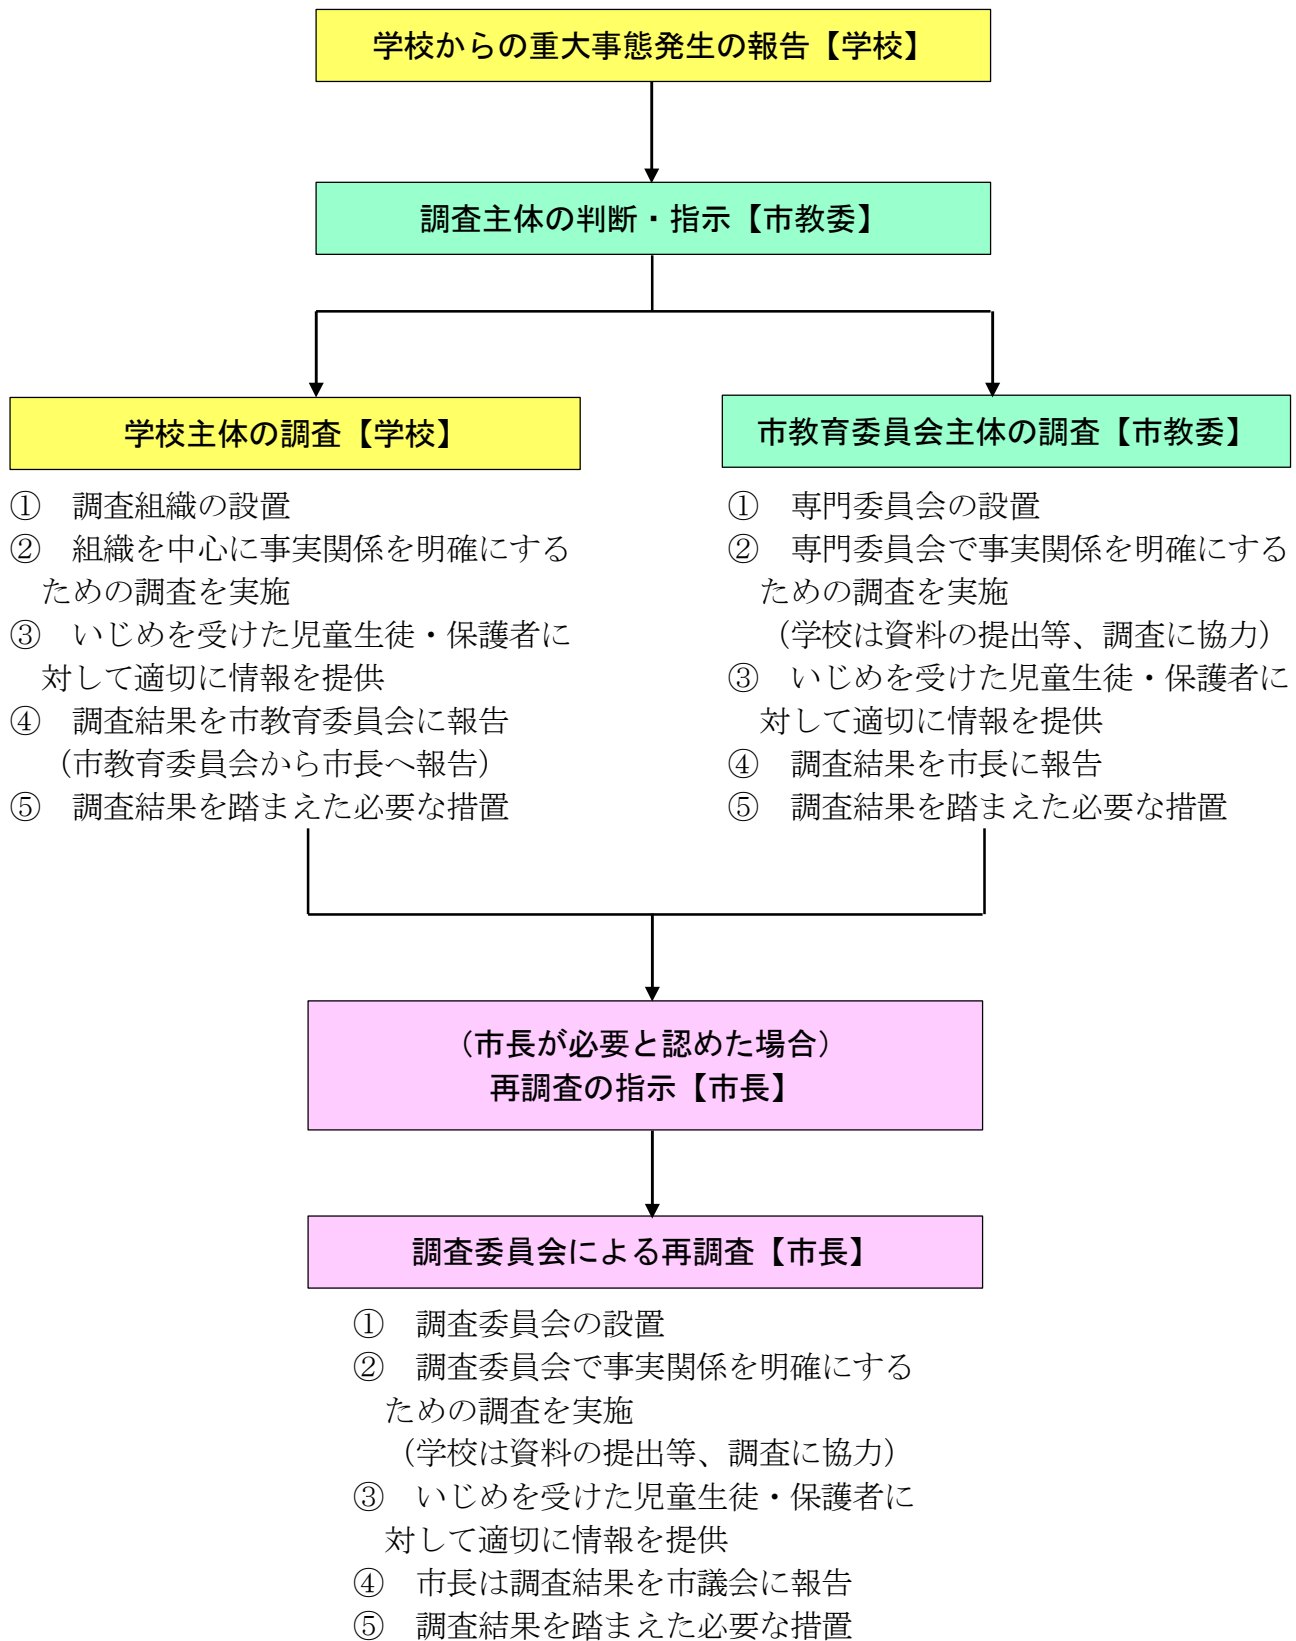 学校からの重大事態発生の報告【学校】
調査主体の判断・指示【市教委】
学校主体の調査【学校】
①　調査組織の設置
②　組織を中心に事実関係を明確にする
ための調査を実施
③　いじめを受けた児童生徒・保護者に
対して適切に情報を提供
④　調査結果を市教育委員会に報告
（市教育委員会から市長へ報告）
⑤　調査結果を踏まえた必要な措置
市教育委員会主体の調査【市教委】
①　専門委員会の設置
②　専門委員会で事実関係を明確にする
ための調査を実施
（学校は資料の提出等、調査に協力）
③　いじめを受けた児童生徒・保護者に
対して適切に情報を提供
④　調査結果を市長に報告
⑤　調査結果を踏まえた必要な措置
（市長が必要と認めた場合）
再調査の指示【市長】
調査委員会による再調査【市長】
①　調査委員会の設置
②　調査委員会で事実関係を明確にする
ための調査を実施
（学校は資料の提出等、調査に協力）
③　いじめを受けた児童生徒・保護者に
対して適切に情報を提供
④　市長は調査結果を市議会に報告
⑤　調査結果を踏まえた必要な措置